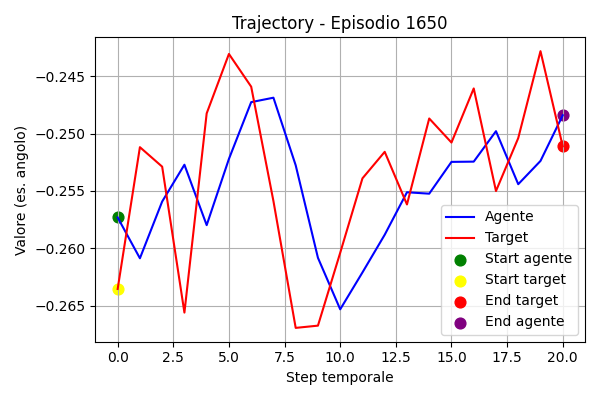 Trajectory - Episodio 1650
Valore (es. angolo)
−0.245
−0.250
−0.255
−0.260
−0.265
Agente
Target
Start agente
Start target
End target
End agente
0.0 2.5 5.0 7.5 10.0 12.5 15.0 17.5 20.0
Step temporale